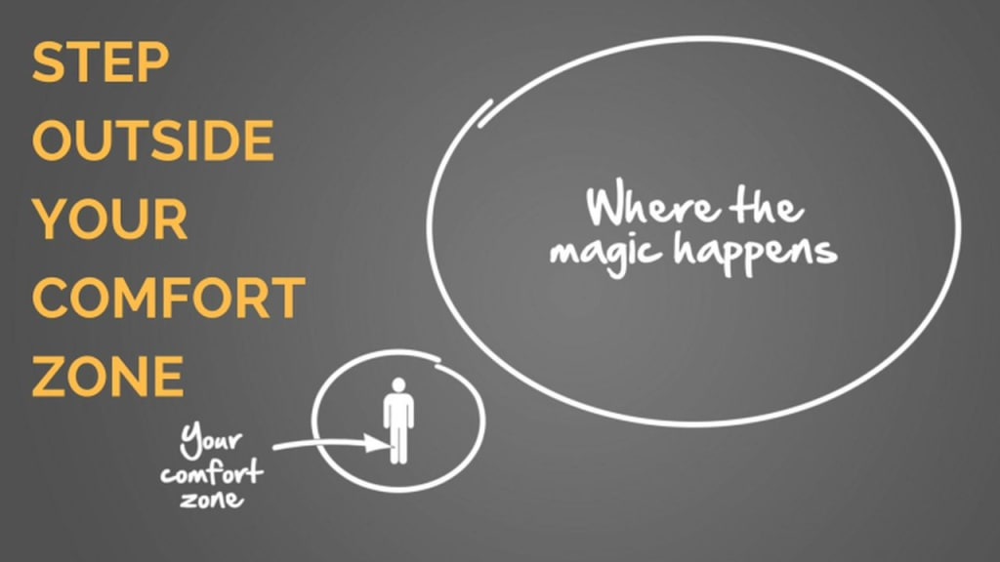 STEP
OUTSIDE
YOUR
COMFORT
ZONE
Where the
magic happens
Your
comfort
zone